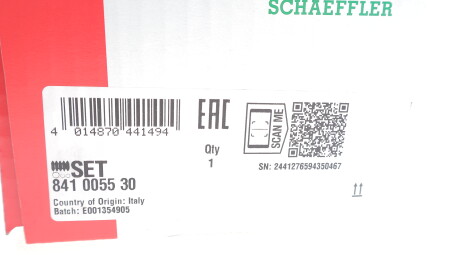 SCHAEFFLER
4 014870 441494
EAC
SCAN ME
Qty
1
SN: 2441276594350467
SET
841 0055 30
Country of Origin: Italy
Batch: E001354905